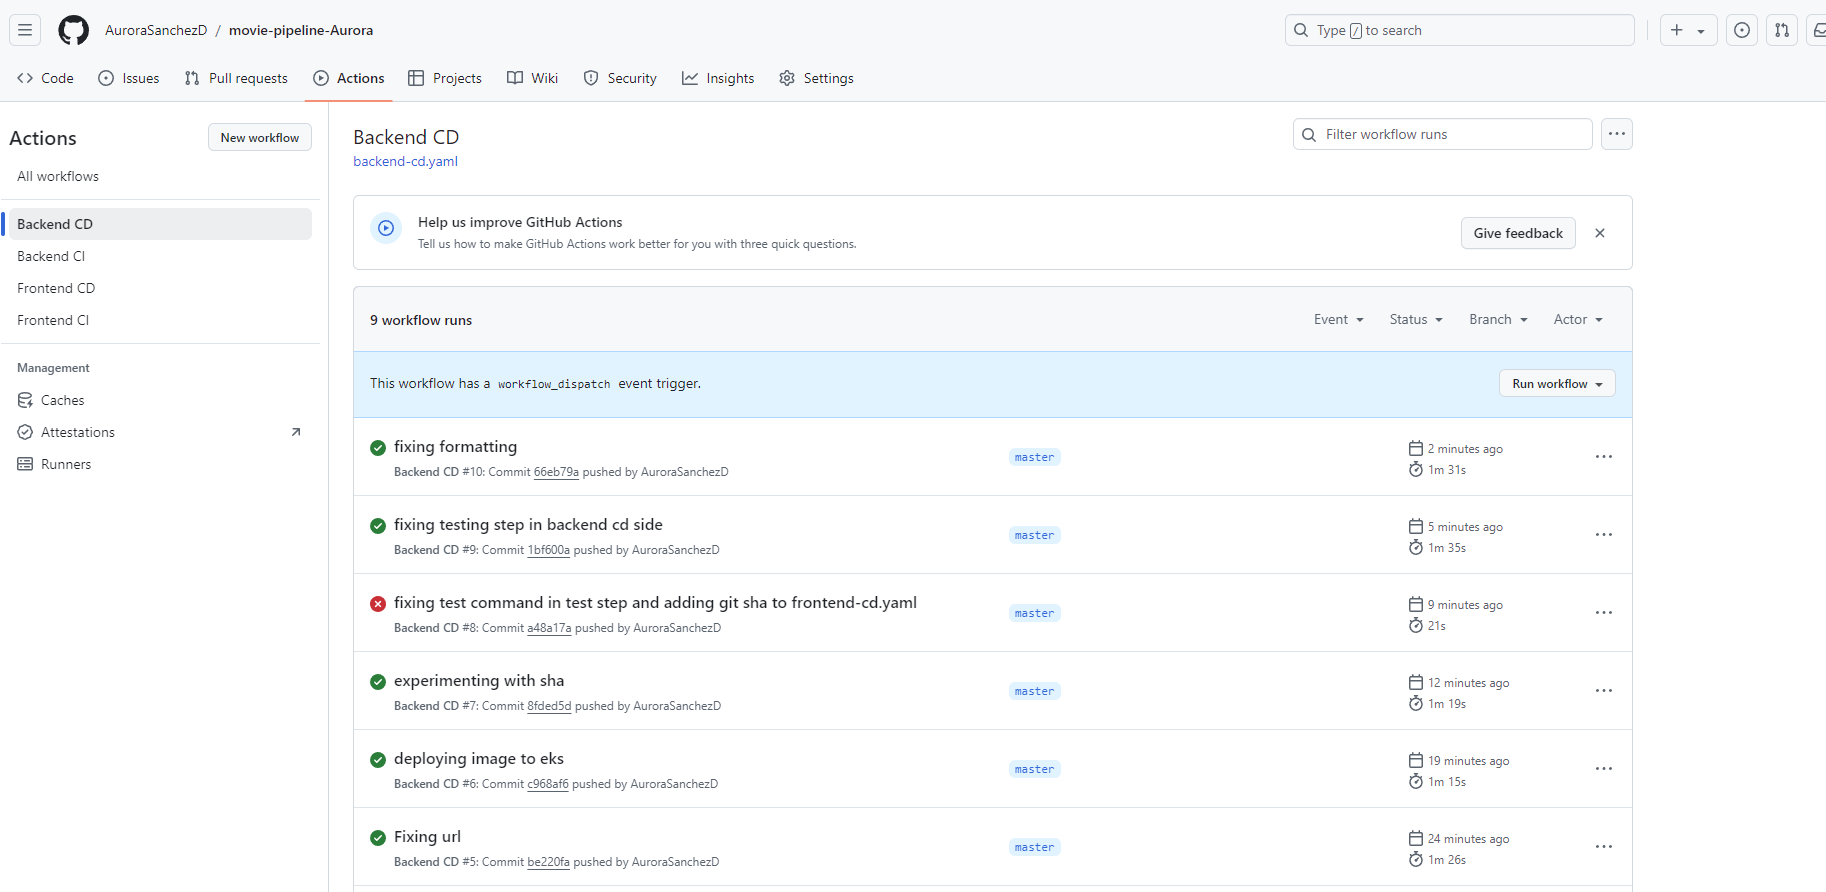 AuroraSanchezD / movie-pipeline-Aurora
Type / to search
Code
Issues
Pull requests
Actions
Projects
Wiki
Security
Insights
Settings
Actions
New workflow
All workflows
Backend CD
Backend CI
Frontend CD
Frontend CI
Management
Caches
Attestations
Runners
Backend CD
backend-cd.yaml
Filter workflow runs
Help us improve GitHub Actions
Tell us how to make GitHub Actions work better for you with three quick questions.
Give feedback
9 workflow runs
Event
Status
Branch
Actor
This workflow has a workflow_dispatch event trigger.
Run workflow
fixing formatting
Backend CD #10: Commit 66eb79a pushed by AuroraSanchezD
master
2 minutes ago
1m 31s
fixing testing step in backend cd side
Backend CD #9: Commit 1bf600a pushed by AuroraSanchezD
master
5 minutes ago
1m 35s
fixing test command in test step and adding git sha to frontend-cd.yaml
Backend CD #8: Commit a48a17a pushed by AuroraSanchezD
master
9 minutes ago
21s
experimenting with sha
Backend CD #7: Commit 8fded5d pushed by AuroraSanchezD
master
12 minutes ago
1m 19s
deploying image to eks
Backend CD #6: Commit c968af6 pushed by AuroraSanchezD
master
19 minutes ago
1m 15s
Fixing url
Backend CD #5: Commit be220fa pushed by AuroraSanchezD
master
24 minutes ago
1m 26s